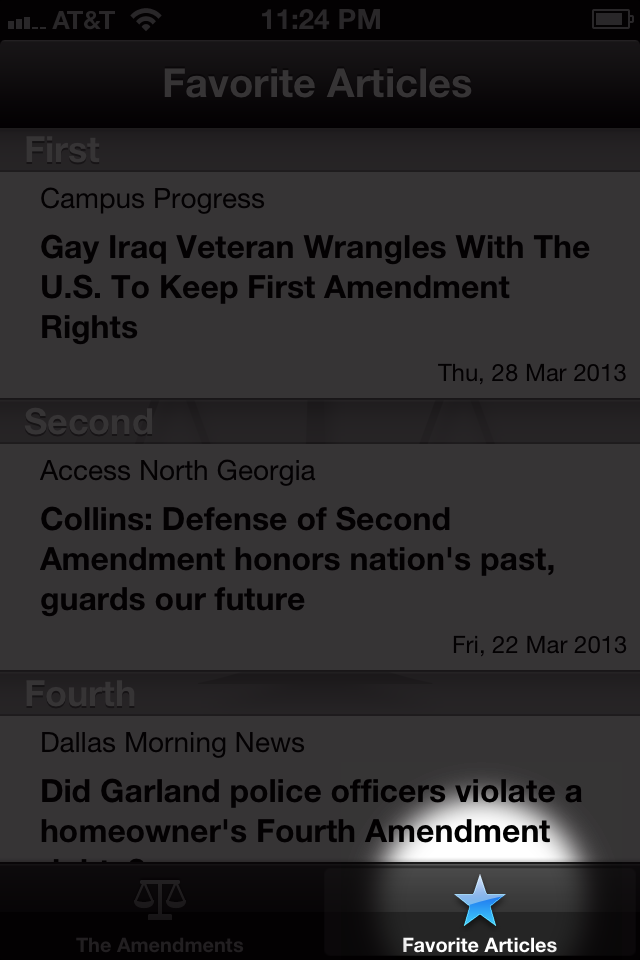 AT&T 11:24 PM
Favorite Articles
First
Campus Progress
Gay Iraq Veteran Wrangles With The
U.S. To Keep First Amendment
Rights
Thu, 28 Mar 2013
Second
Access North Georgia
Collins: Defense of Second
Amendment honors nation's past,
guards our future
Fri, 22 Mar 2013
Fourth
Dallas Morning News
Did Garland police officers violate a
homeowner's Fourth Amendment
The Amendments
Favorite Articles